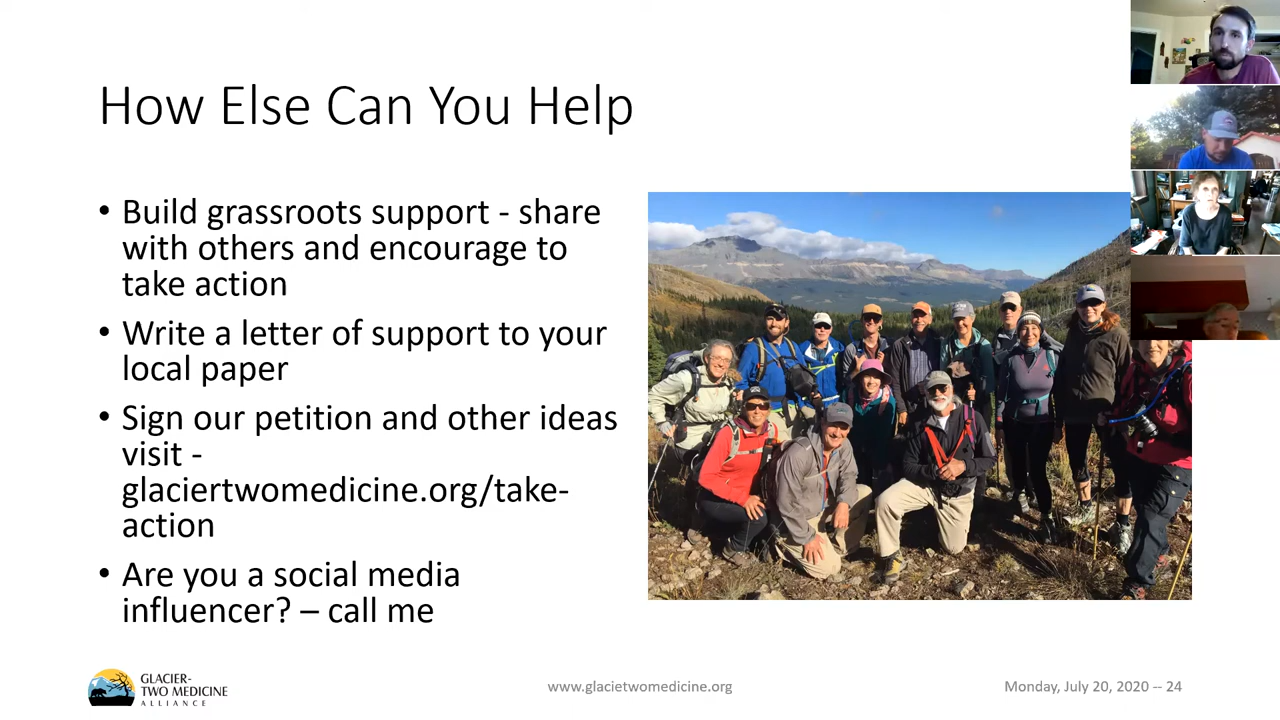 How Else Can You Help
• Build grassroots support - share
with others and encourage to
take action
• Write a letter of support to your
local paper
• Sign our petition and other ideas
visit -
glaciertwomedicine.org/take-
action
• Are you a social media
influencer? – call me
GLACIER-
TWO MEDICINE
ALLIANCE
www.glacietwomedicine.org
Monday, July 20, 2020 -- 24